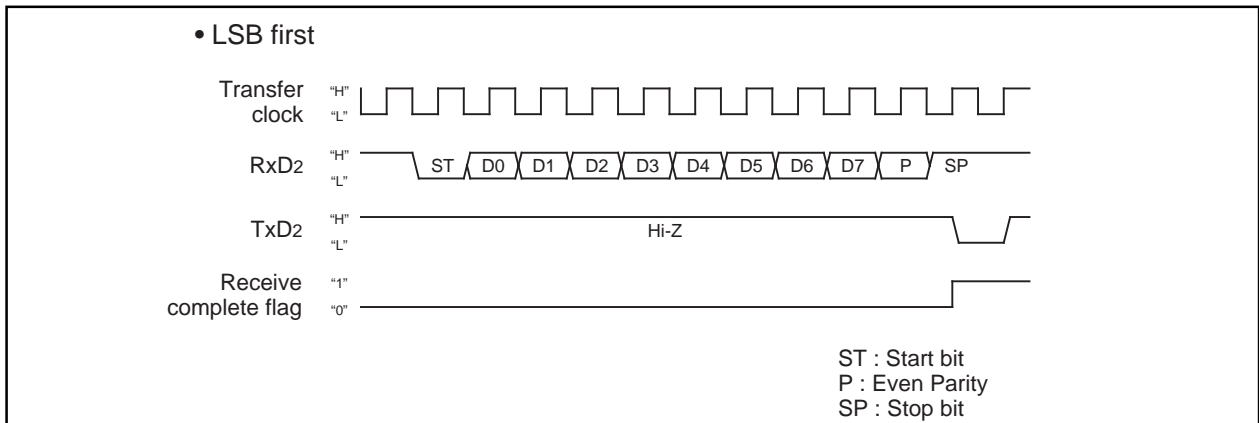 • LSB first
Transfer clock “H” “L”
RxD2 “H” “L” ST D0 D1 D2 D3 D4 D5 D6 D7 P SP
TxD2 “H” “L” Hi-Z
Receive complete flag “1” “0”
ST : Start bit
P : Even Parity
SP : Stop bit